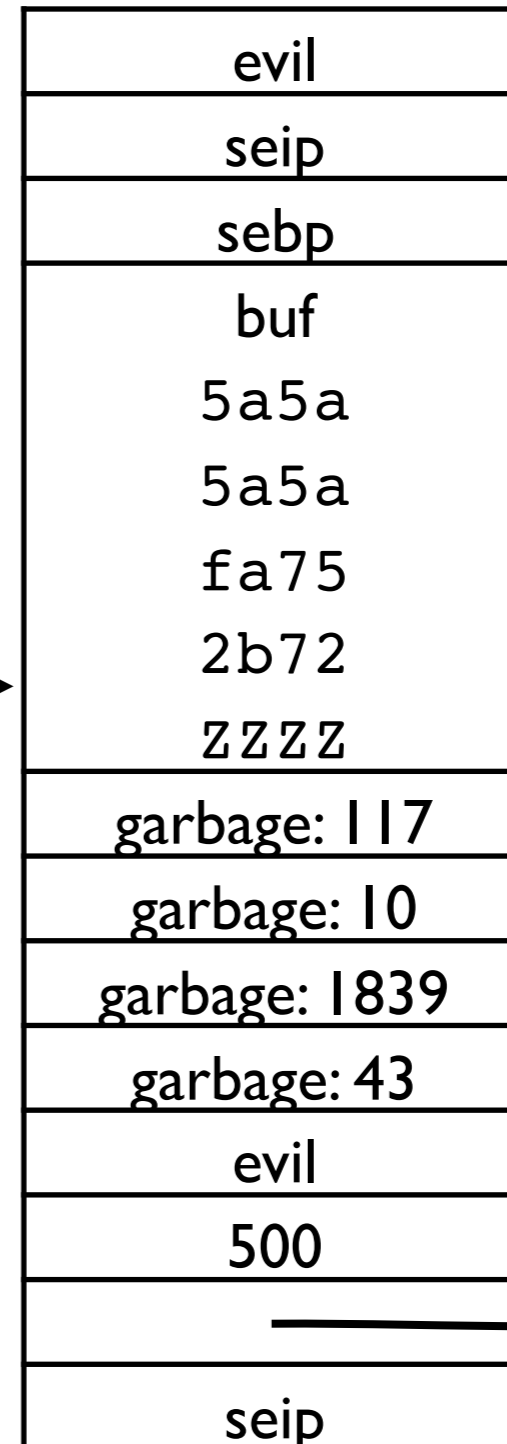 evil
seip
sebp
buf
5a5a
5a5a
fa75
2b72
ZZZZ
garbage: 117
garbage: 10
garbage: 1839
garbage: 43
evil
500
seip